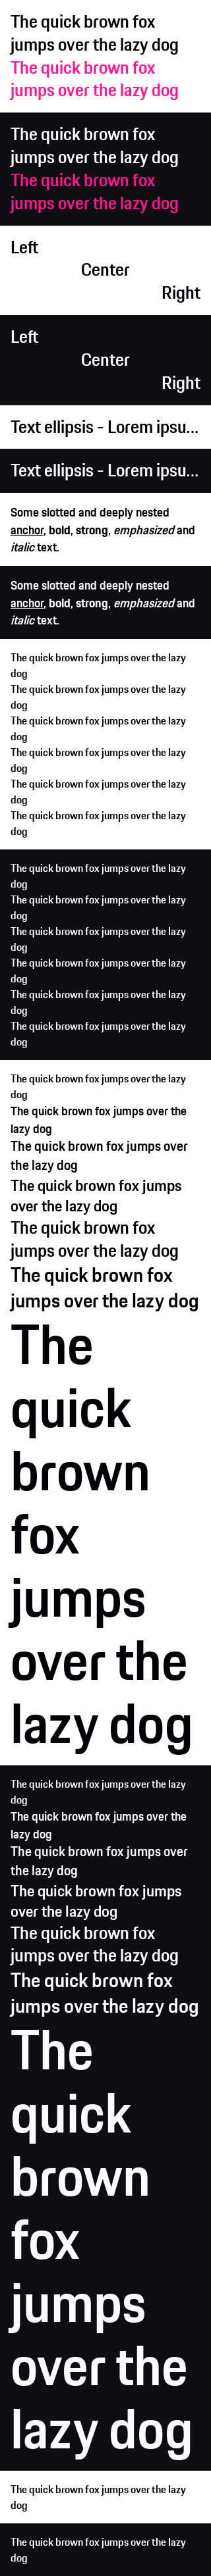 The quick brown fox
jumps over the lazy dog
The quick brown fox
jumps over the lazy dog
The quick brown fox
jumps over the lazy dog
The quick brown fox
jumps over the lazy dog
Left
Center
Right
Left
Center
Right
Text ellipsis - Lorem ipsu...
Text ellipsis - Lorem ipsu...
Some slotted and deeply nested
anchor, bold, strong, emphasized and
italic text.
Some slotted and deeply nested
anchor, bold, strong, emphasized and
italic text.
The quick brown fox jumps over the lazy
dog
The quick brown fox jumps over the lazy
dog
The quick brown fox jumps over the lazy
dog
The quick brown fox jumps over the lazy
dog
The quick brown fox jumps over the lazy
dog
The quick brown fox jumps over the lazy
dog
The quick brown fox jumps over the lazy
dog
The quick brown fox jumps over the lazy
dog
The quick brown fox jumps over the lazy
dog
The quick brown fox jumps over the lazy
dog
The quick brown fox jumps over the lazy
dog
The quick brown fox jumps over the lazy
dog
The quick brown fox jumps over the lazy
dog
The quick brown fox jumps over the
lazy dog
The quick brown fox jumps over
the lazy dog
The quick brown fox jumps
over the lazy dog
The quick brown fox
jumps over the lazy dog
The quick brown fox
jumps over the lazy dog
The
quick
brown
fox
jumps
over the
lazy dog
The quick brown fox jumps over the lazy
dog
The quick brown fox jumps over the
lazy dog
The quick brown fox jumps over
the lazy dog
The quick brown fox jumps
over the lazy dog
The quick brown fox
jumps over the lazy dog
The quick brown fox
jumps over the lazy dog
The
quick
brown
fox
jumps
over the
lazy dog
The quick brown fox jumps over the lazy
dog
The quick brown fox jumps over the lazy
dog